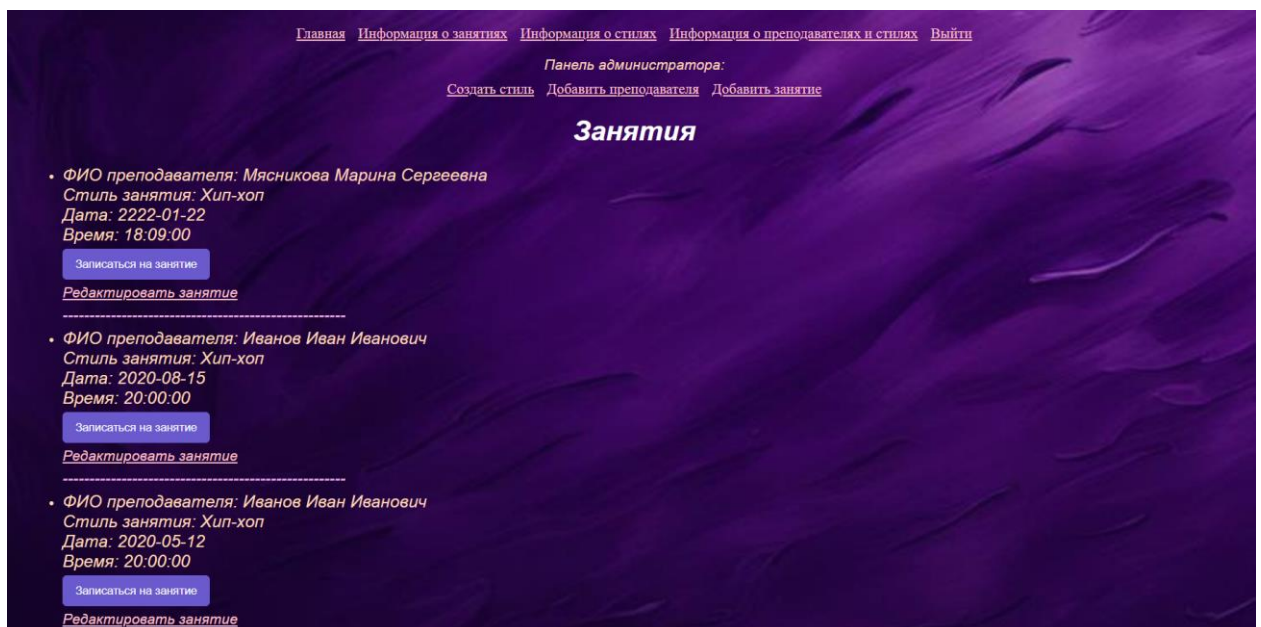 Главная Информация о занятиях Информация о стилях Информация о преподавателях и стилях Выйти
Панель администратора:
Создать стиль Добавить преподавателя Добавить занятие
Занятия
• ФИО преподавателя: Мясникова Марина Сергеевна
Стиль занятия: Хип-хоп
Дата: 2222-01-22
Время: 18:09:00
Записаться на занятие
Редактировать занятие
-----------------------------------------------------
• ФИО преподавателя: Иванов Иван Иванович
Стиль занятия: Хип-хоп
Дата: 2020-08-15
Время: 20:00:00
Записаться на занятие
Редактировать занятие
-----------------------------------------------------
• ФИО преподавателя: Иванов Иван Иванович
Стиль занятия: Хип-хоп
Дата: 2020-05-12
Время: 20:00:00
Записаться на занятие
Редактировать занятие